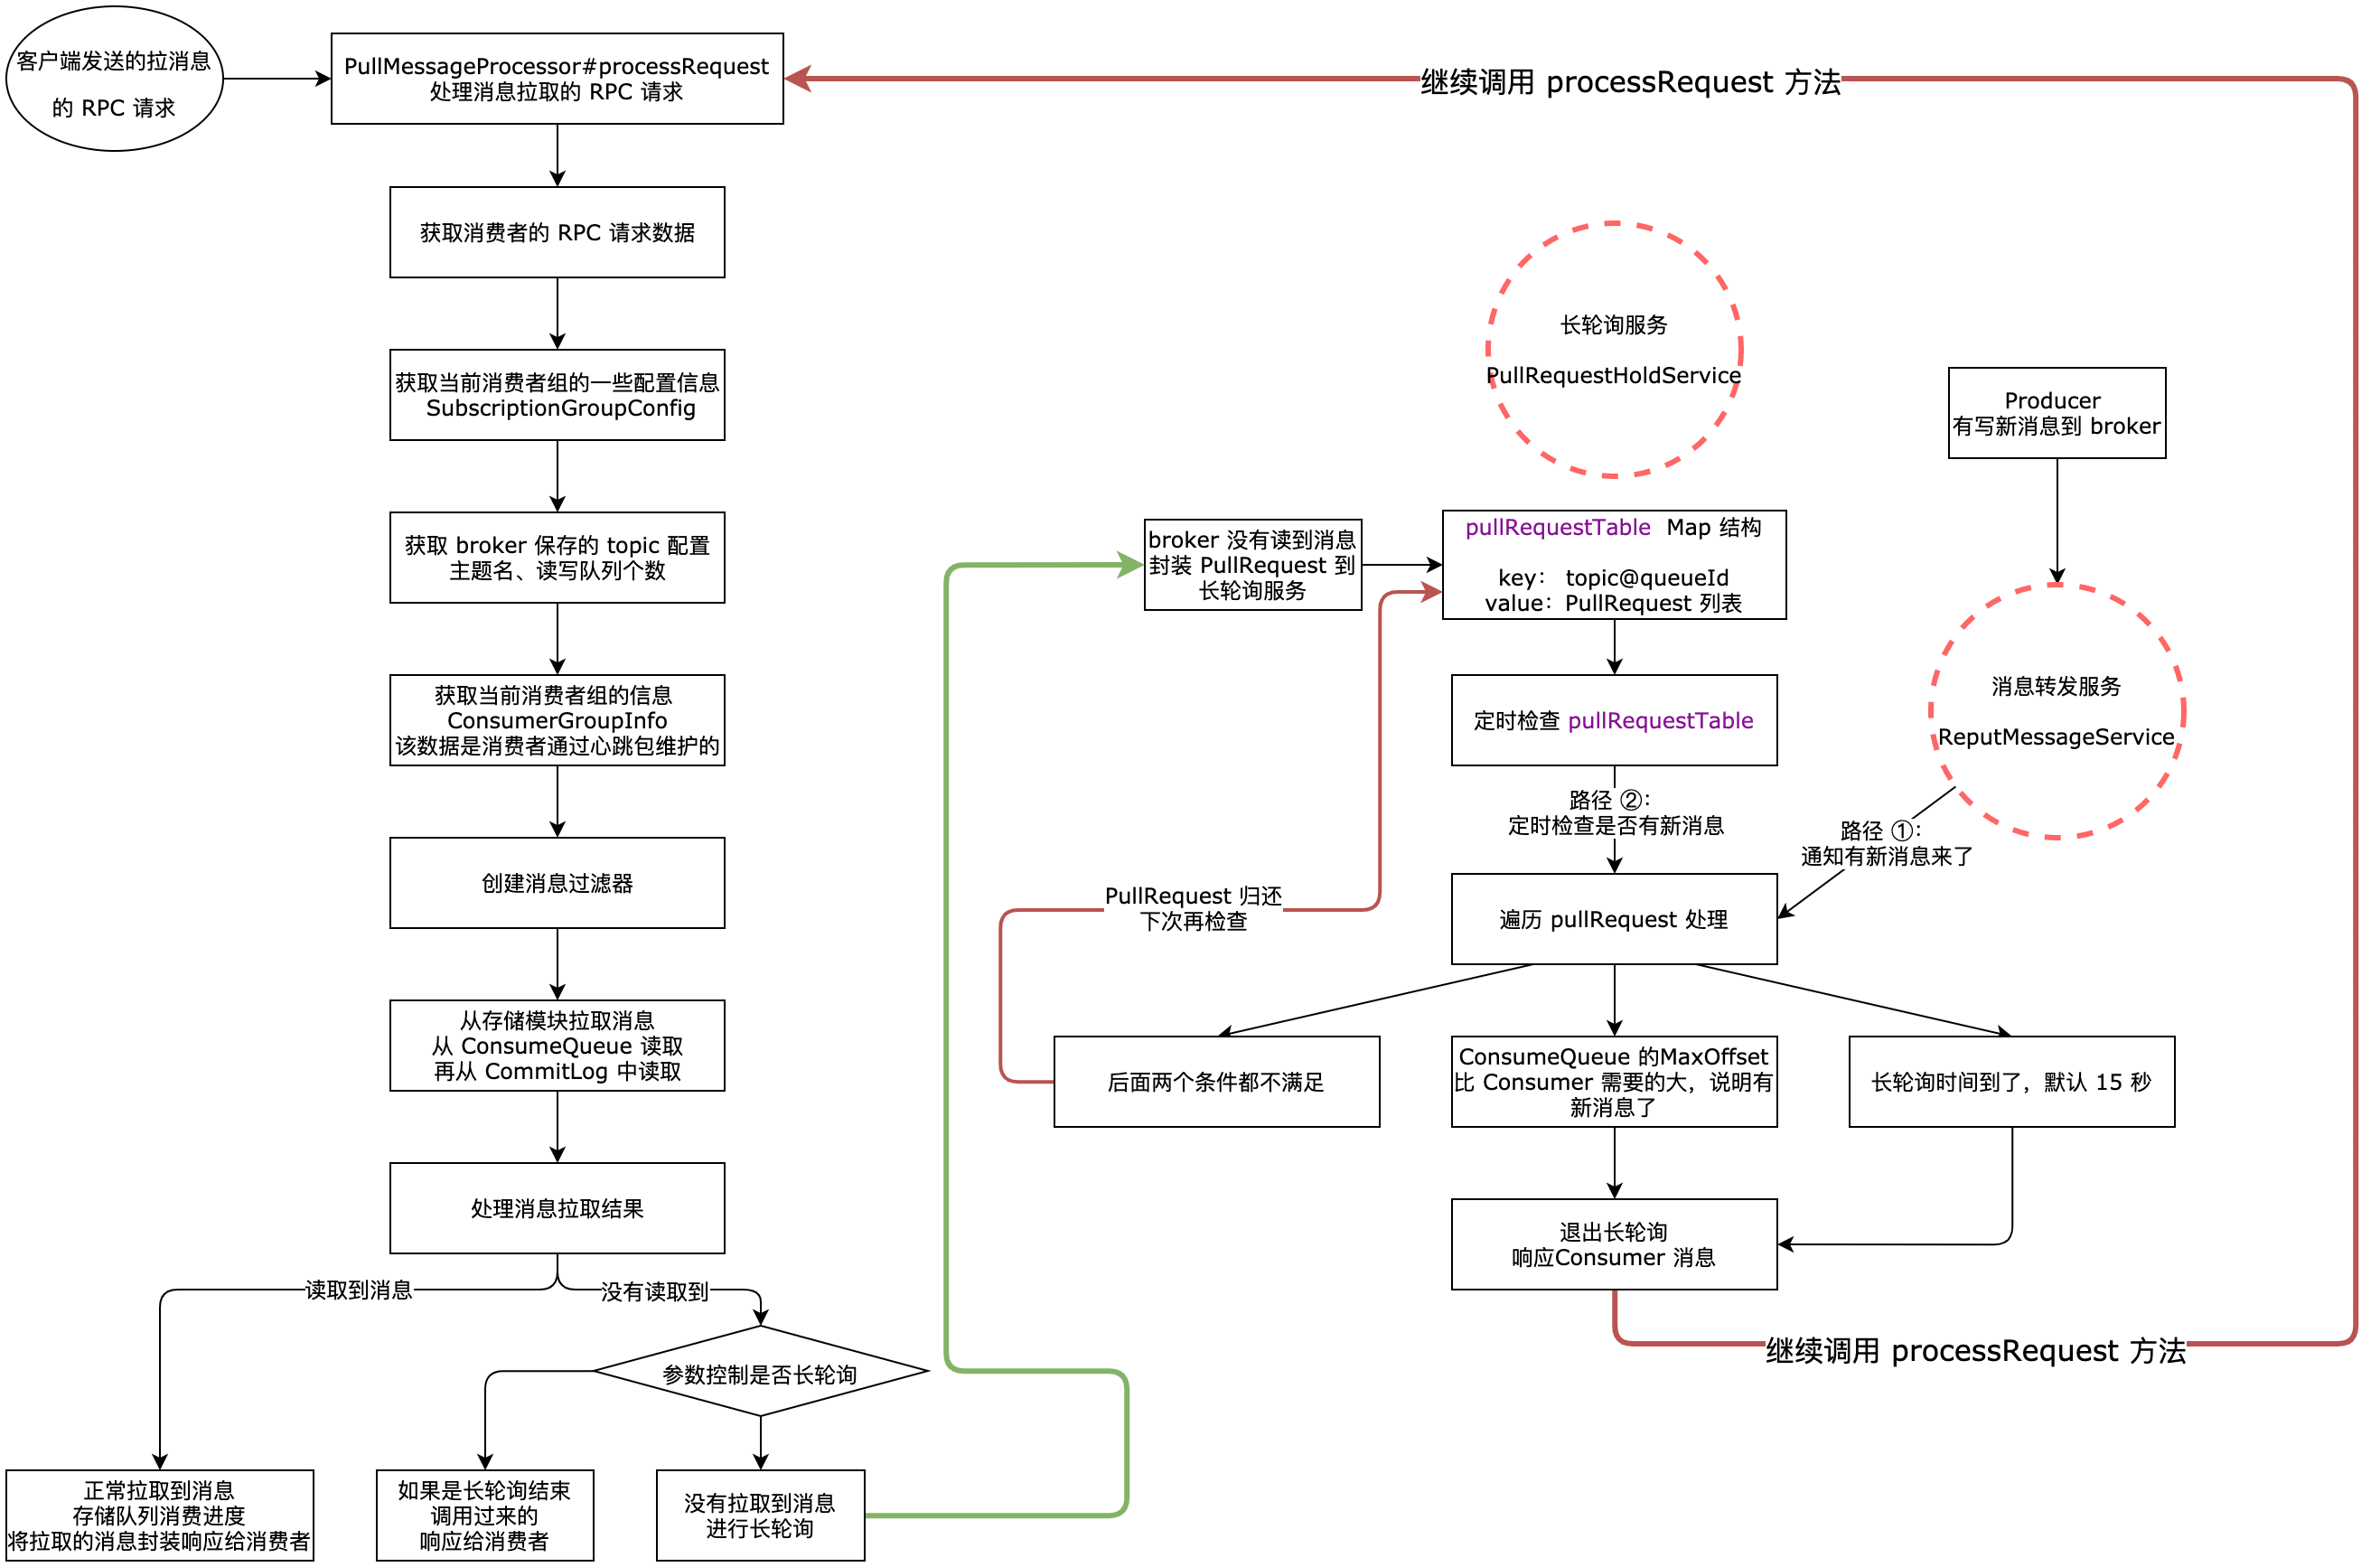 客户端发送的拉消息
的 RPC 请求
PullMessageProcessor#processRequest
处理消息拉取的 RPC 请求
继续调用 processRequest 方法
获取消费者的 RPC 请求数据
获取当前消费者组的一些配置信息
SubscriptionGroupConfig
获取 broker 保存的 topic 配置
主题名、读写队列个数
获取当前消费者组的信息
ConsumerGroupInfo
该数据是消费者通过心跳包维护的
创建消息过滤器
从存储模块拉取消息
从 ConsumeQueue 读取
再从 CommitLog 中读取
处理消息拉取结果
读取到消息
没有读取到
参数控制是否长轮询
正常拉取到消息
存储队列消费进度
将拉取的消息封装响应给消费者
如果是长轮询结束
调用过来的
响应给消费者
没有拉取到消息
进行长轮询
长轮询服务
PullRequestHoldService
Producer
有写新消息到 broker
broker 没有读到消息
封装 PullRequest 到
长轮询服务
pullRequestTable Map 结构
key： topic@queueId
value：PullRequest 列表
消息转发服务
ReputMessageService
定时检查 pullRequestTable
路径 ②：
定时检查是否有新消息
路径 ①：
通知有新消息来了
PullRequest 归还
下次再检查
遍历 pullRequest 处理
后面两个条件都不满足
ConsumeQueue 的MaxOffset
比 Consumer 需要的大，说明有
新消息了
长轮询时间到了，默认 15 秒
退出长轮询
响应Consumer 消息
继续调用 processRequest 方法